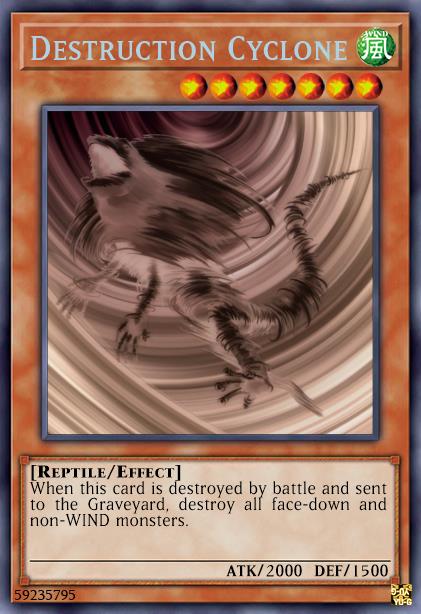 DESTRUCTION CYCLONE
WIND
風
[REPTILE/EFFECT]
When this card is destroyed by battle and sent
to the Graveyard, destroy all face-down and
non-WIND monsters.
ATK/2000 DEF/1500
59235795